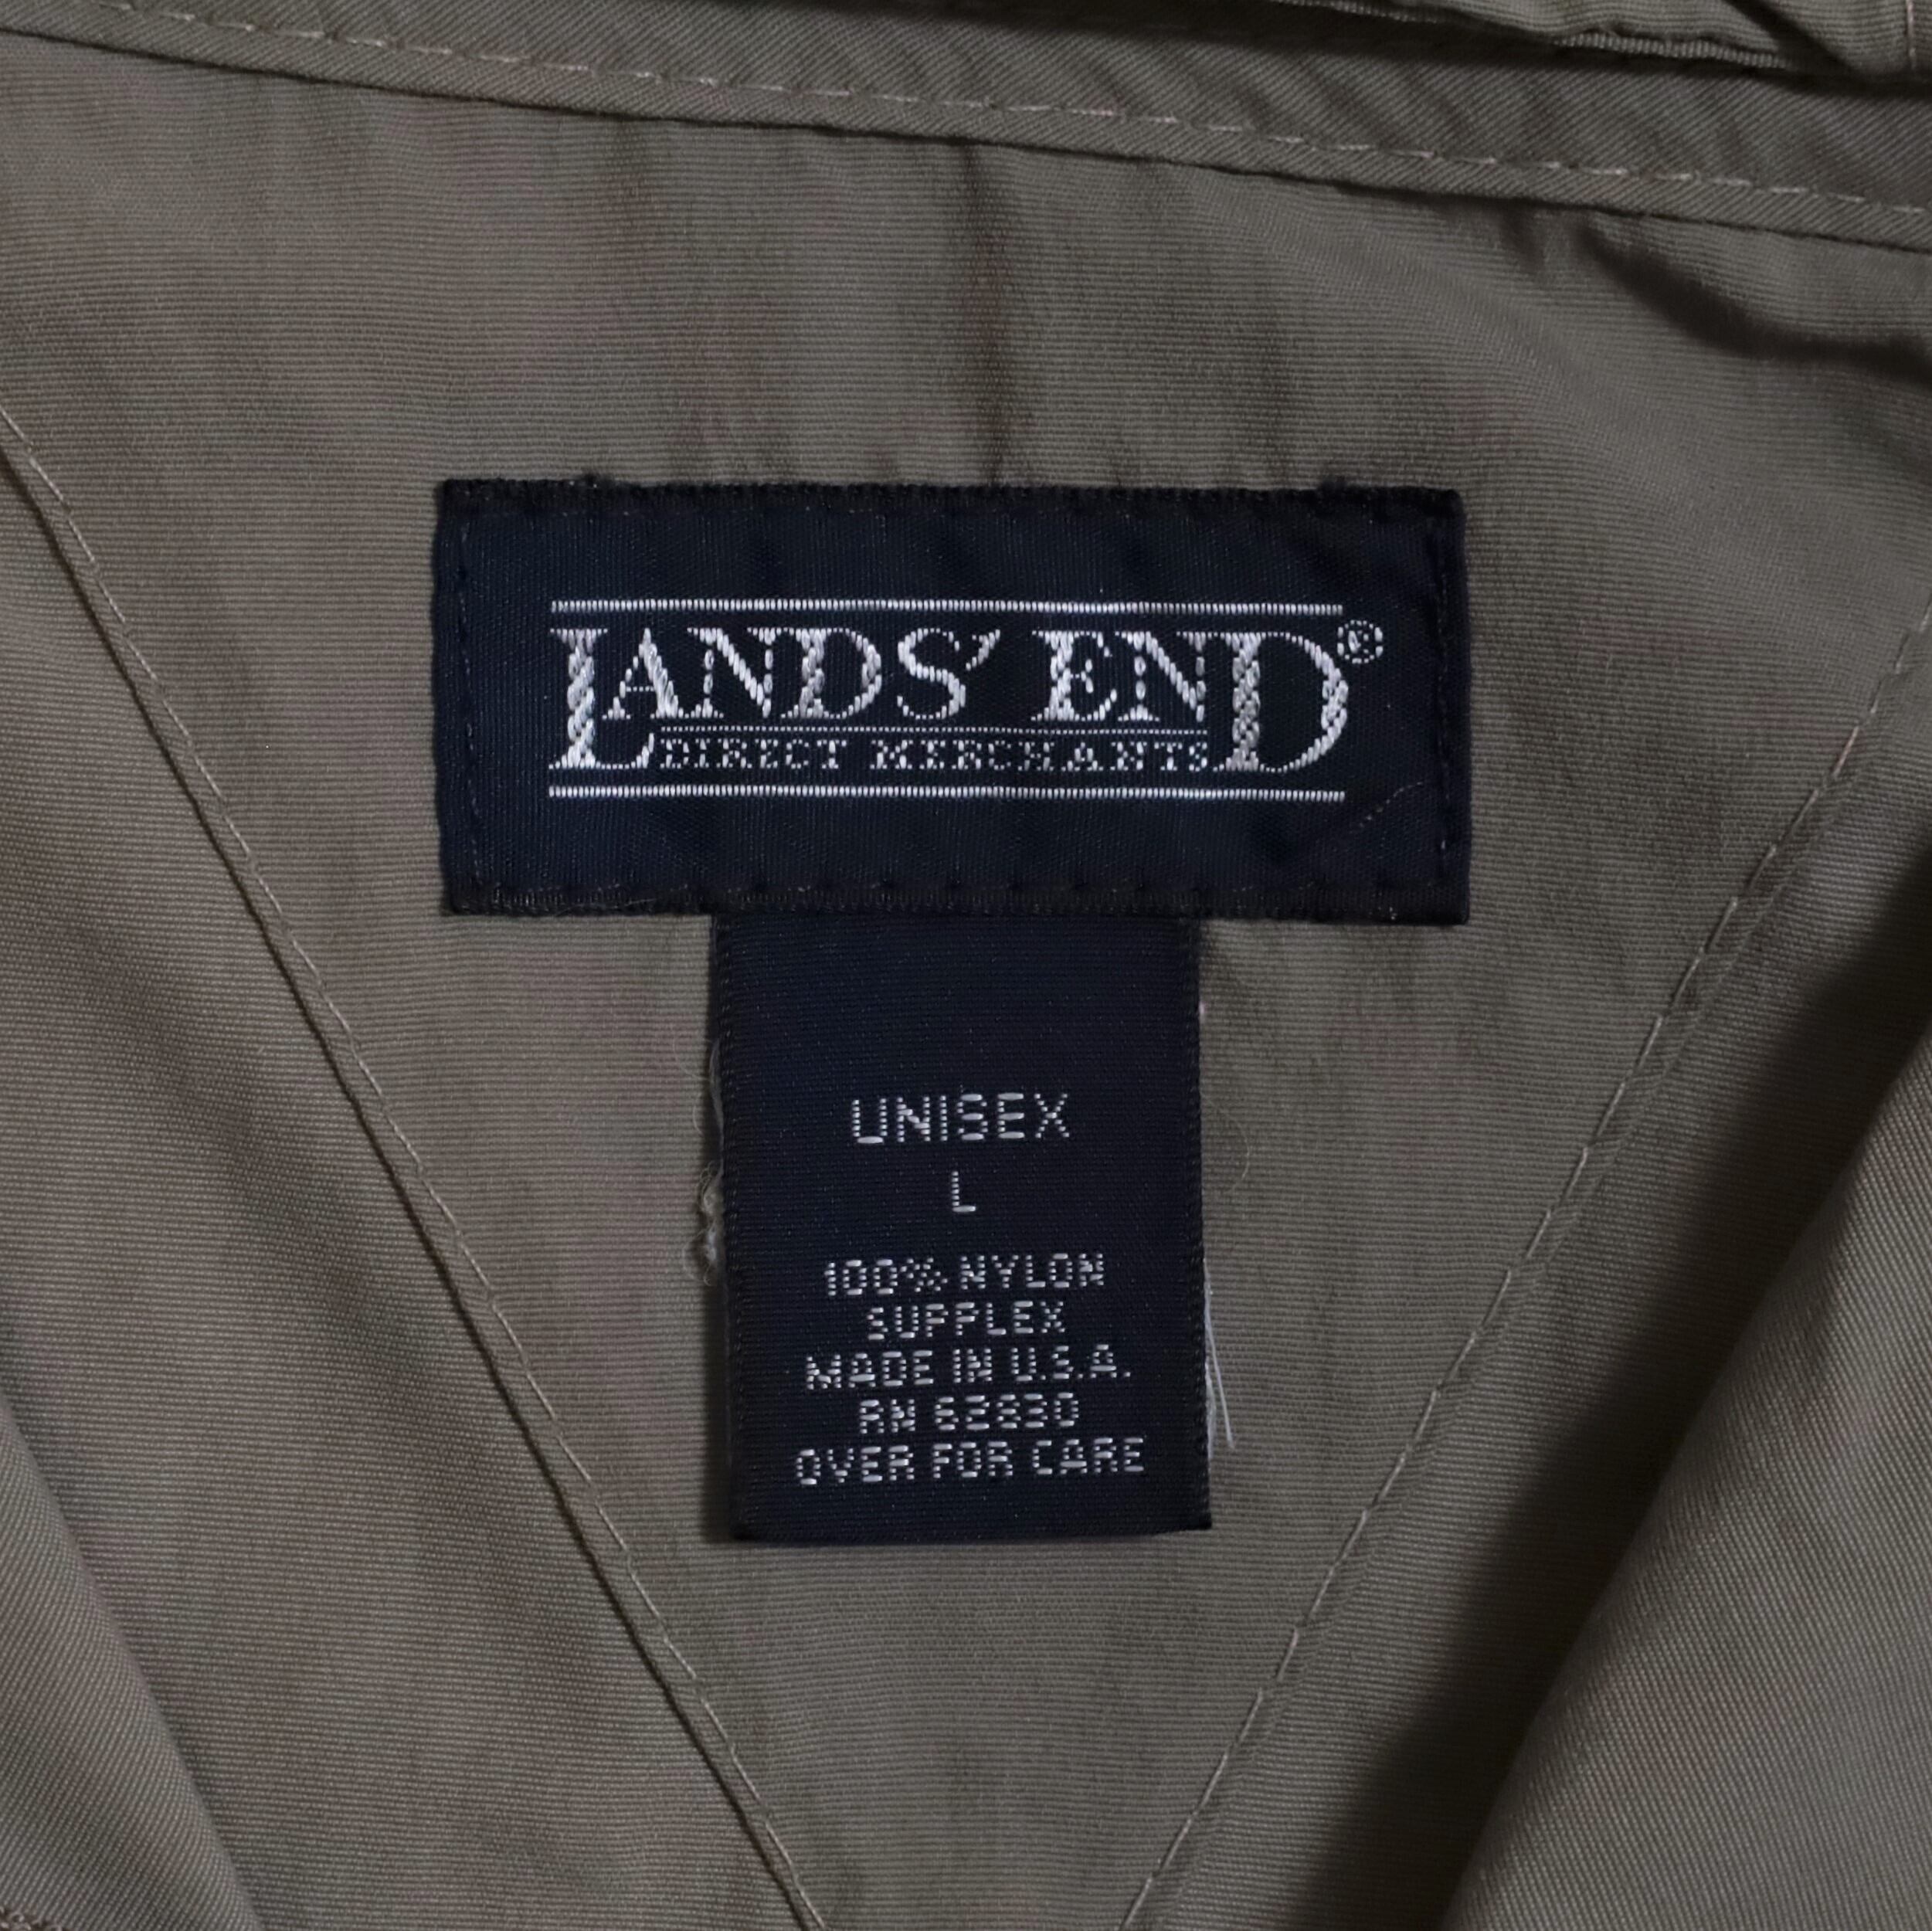 LANDS' END®
DIRECT MERCHANTS
UNISEX
L
100% NYLON
SUPPLEX
MADE IN U.S.A.
RN 62830
OVER FOR CARE